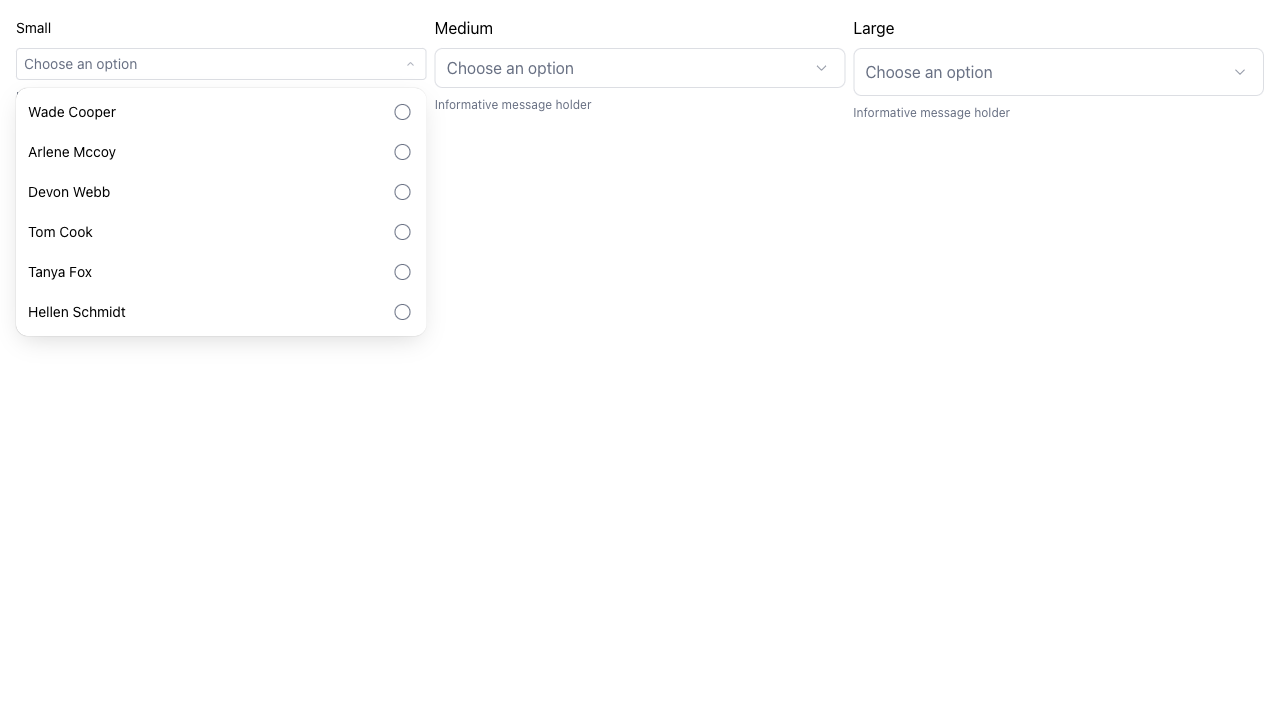 Small
Choose an option
Wade Cooper
Arlene Mccoy
Devon Webb
Tom Cook
Tanya Fox
Hellen Schmidt
Medium
Choose an option
Informative message holder
Large
Choose an option
Informative message holder